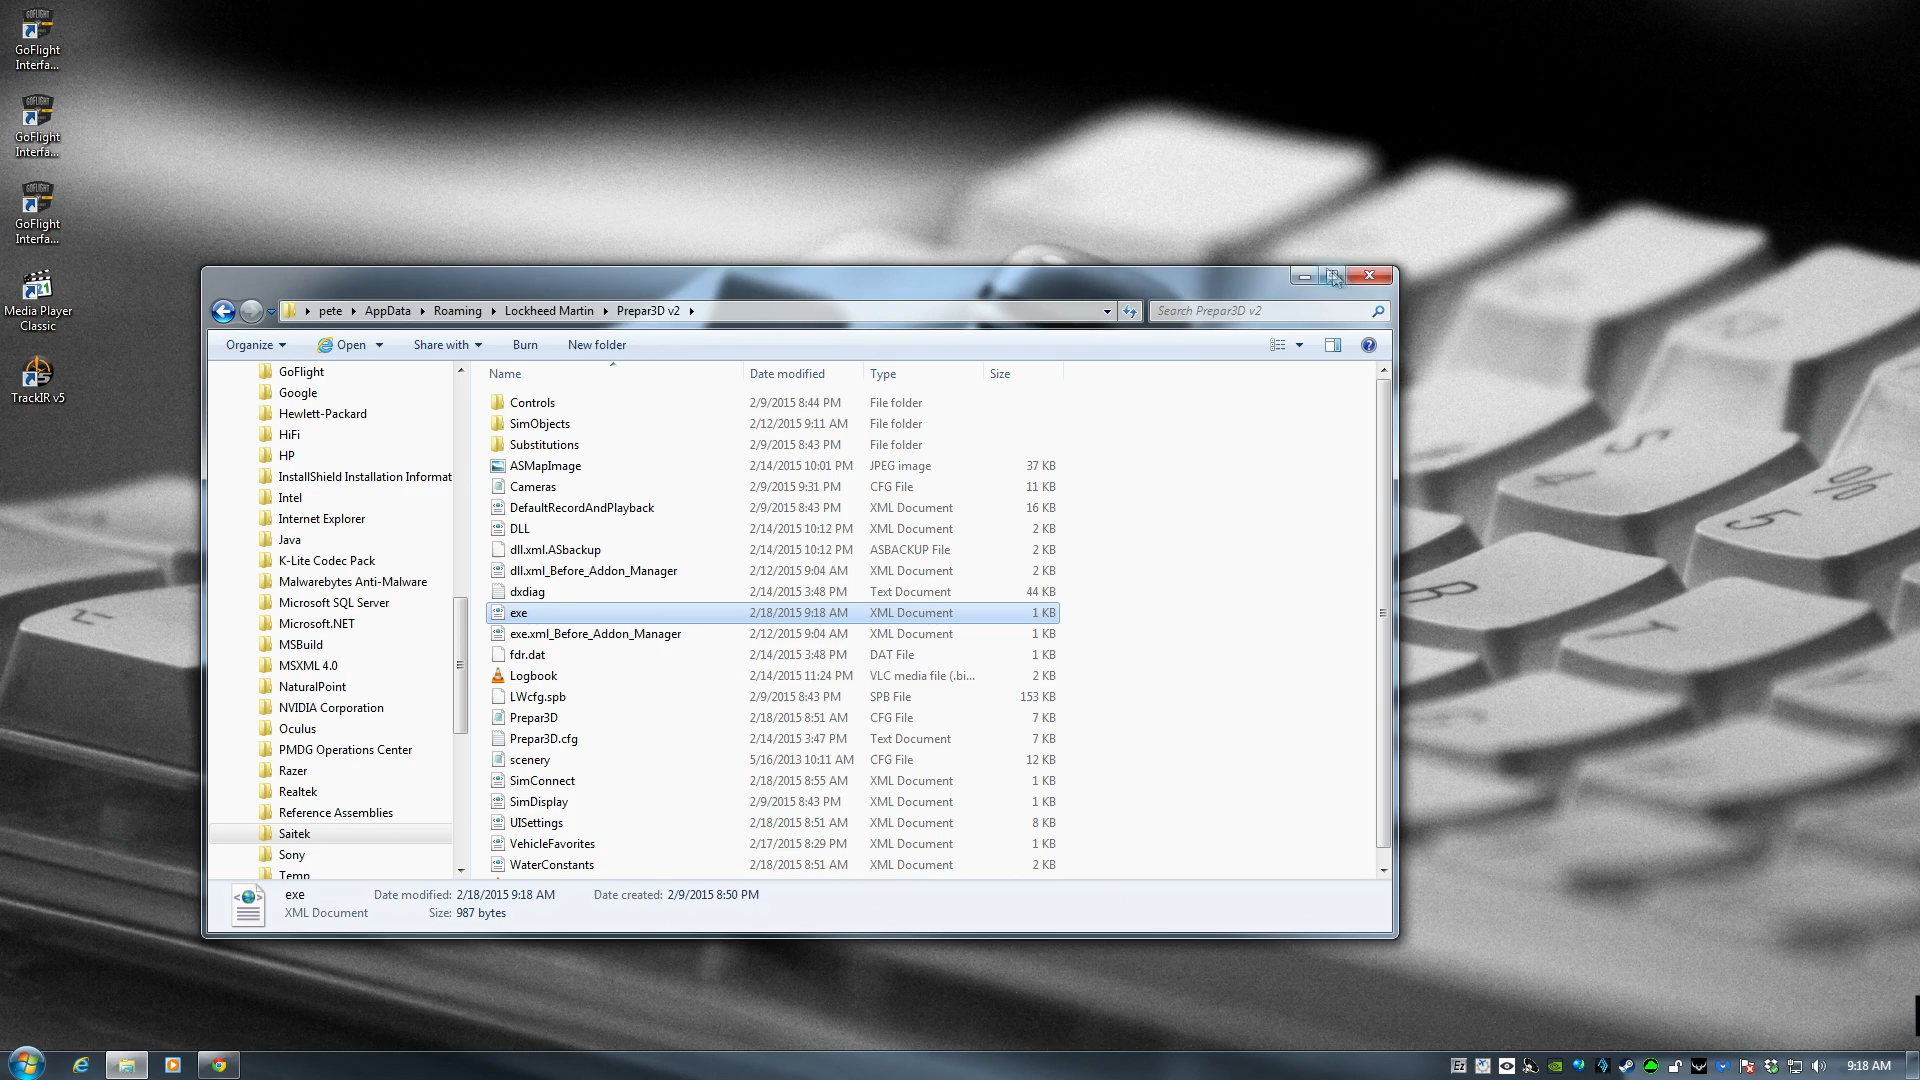 GoFlight
Interfa...
GoFlight
Interfa...
GoFlight
Interfa...
Media Player
Classic
TrackIR v5
pete AppData Roaming Lockheed Martin Prepar3D v2
Search Prepar3D v2
Organize Open Share with Burn New folder
GoFlight
Google
Hewlett-Packard
HiFi
HP
InstallShield Installation Informat
Intel
Internet Explorer
Java
K-Lite Codec Pack
Malwarebytes Anti-Malware
Microsoft SQL Server
Microsoft.NET
MSBuild
MSXML 4.0
NaturalPoint
NVIDIA Corporation
Oculus
PMDG Operations Center
Razer
Realtek
Reference Assemblies
Saitek
Sony
Temp
Name Date modified Type Size
Controls 2/9/2015 8:44 PM File folder
SimObjects 2/12/2015 9:11 AM File folder
Substitutions 2/9/2015 8:43 PM File folder
ASMapImage 2/14/2015 10:01 PM JPEG image 37 KB
Cameras 2/9/2015 9:31 PM CFG File 11 KB
DefaultRecordAndPlayback 2/9/2015 8:43 PM XML Document 16 KB
DLL 2/14/2015 10:12 PM XML Document 2 KB
dll.xml.ASbackup 2/14/2015 10:12 PM ASBACKUP File 2 KB
dll.xml_Before_Addon_Manager 2/12/2015 9:04 AM XML Document 2 KB
dxdiag 2/14/2015 3:48 PM Text Document 44 KB
exe 2/18/2015 9:18 AM XML Document 1 KB
exe.xml_Before_Addon_Manager 2/12/2015 9:04 AM XML Document 1 KB
fdr.dat 2/14/2015 3:48 PM DAT File 1 KB
Logbook 2/14/2015 11:24 PM VLC media file (.bi... 2 KB
LWcfg.spb 2/9/2015 8:43 PM SPB File 153 KB
Prepar3D 2/18/2015 8:51 AM CFG File 7 KB
Prepar3D.cfg 2/14/2015 3:47 PM Text Document 7 KB
scenery 5/16/2013 10:11 AM CFG File 12 KB
SimConnect 2/18/2015 8:55 AM XML Document 1 KB
SimDisplay 2/9/2015 8:43 PM XML Document 1 KB
UISettings 2/18/2015 8:51 AM XML Document 8 KB
VehicleFavorites 2/17/2015 8:29 PM XML Document 1 KB
WaterConstants 2/18/2015 8:51 AM XML Document 2 KB
exe Date modified: 2/18/2015 9:18 AM Date created: 2/9/2015 8:50 PM
XML Document Size: 987 bytes
9:18 AM